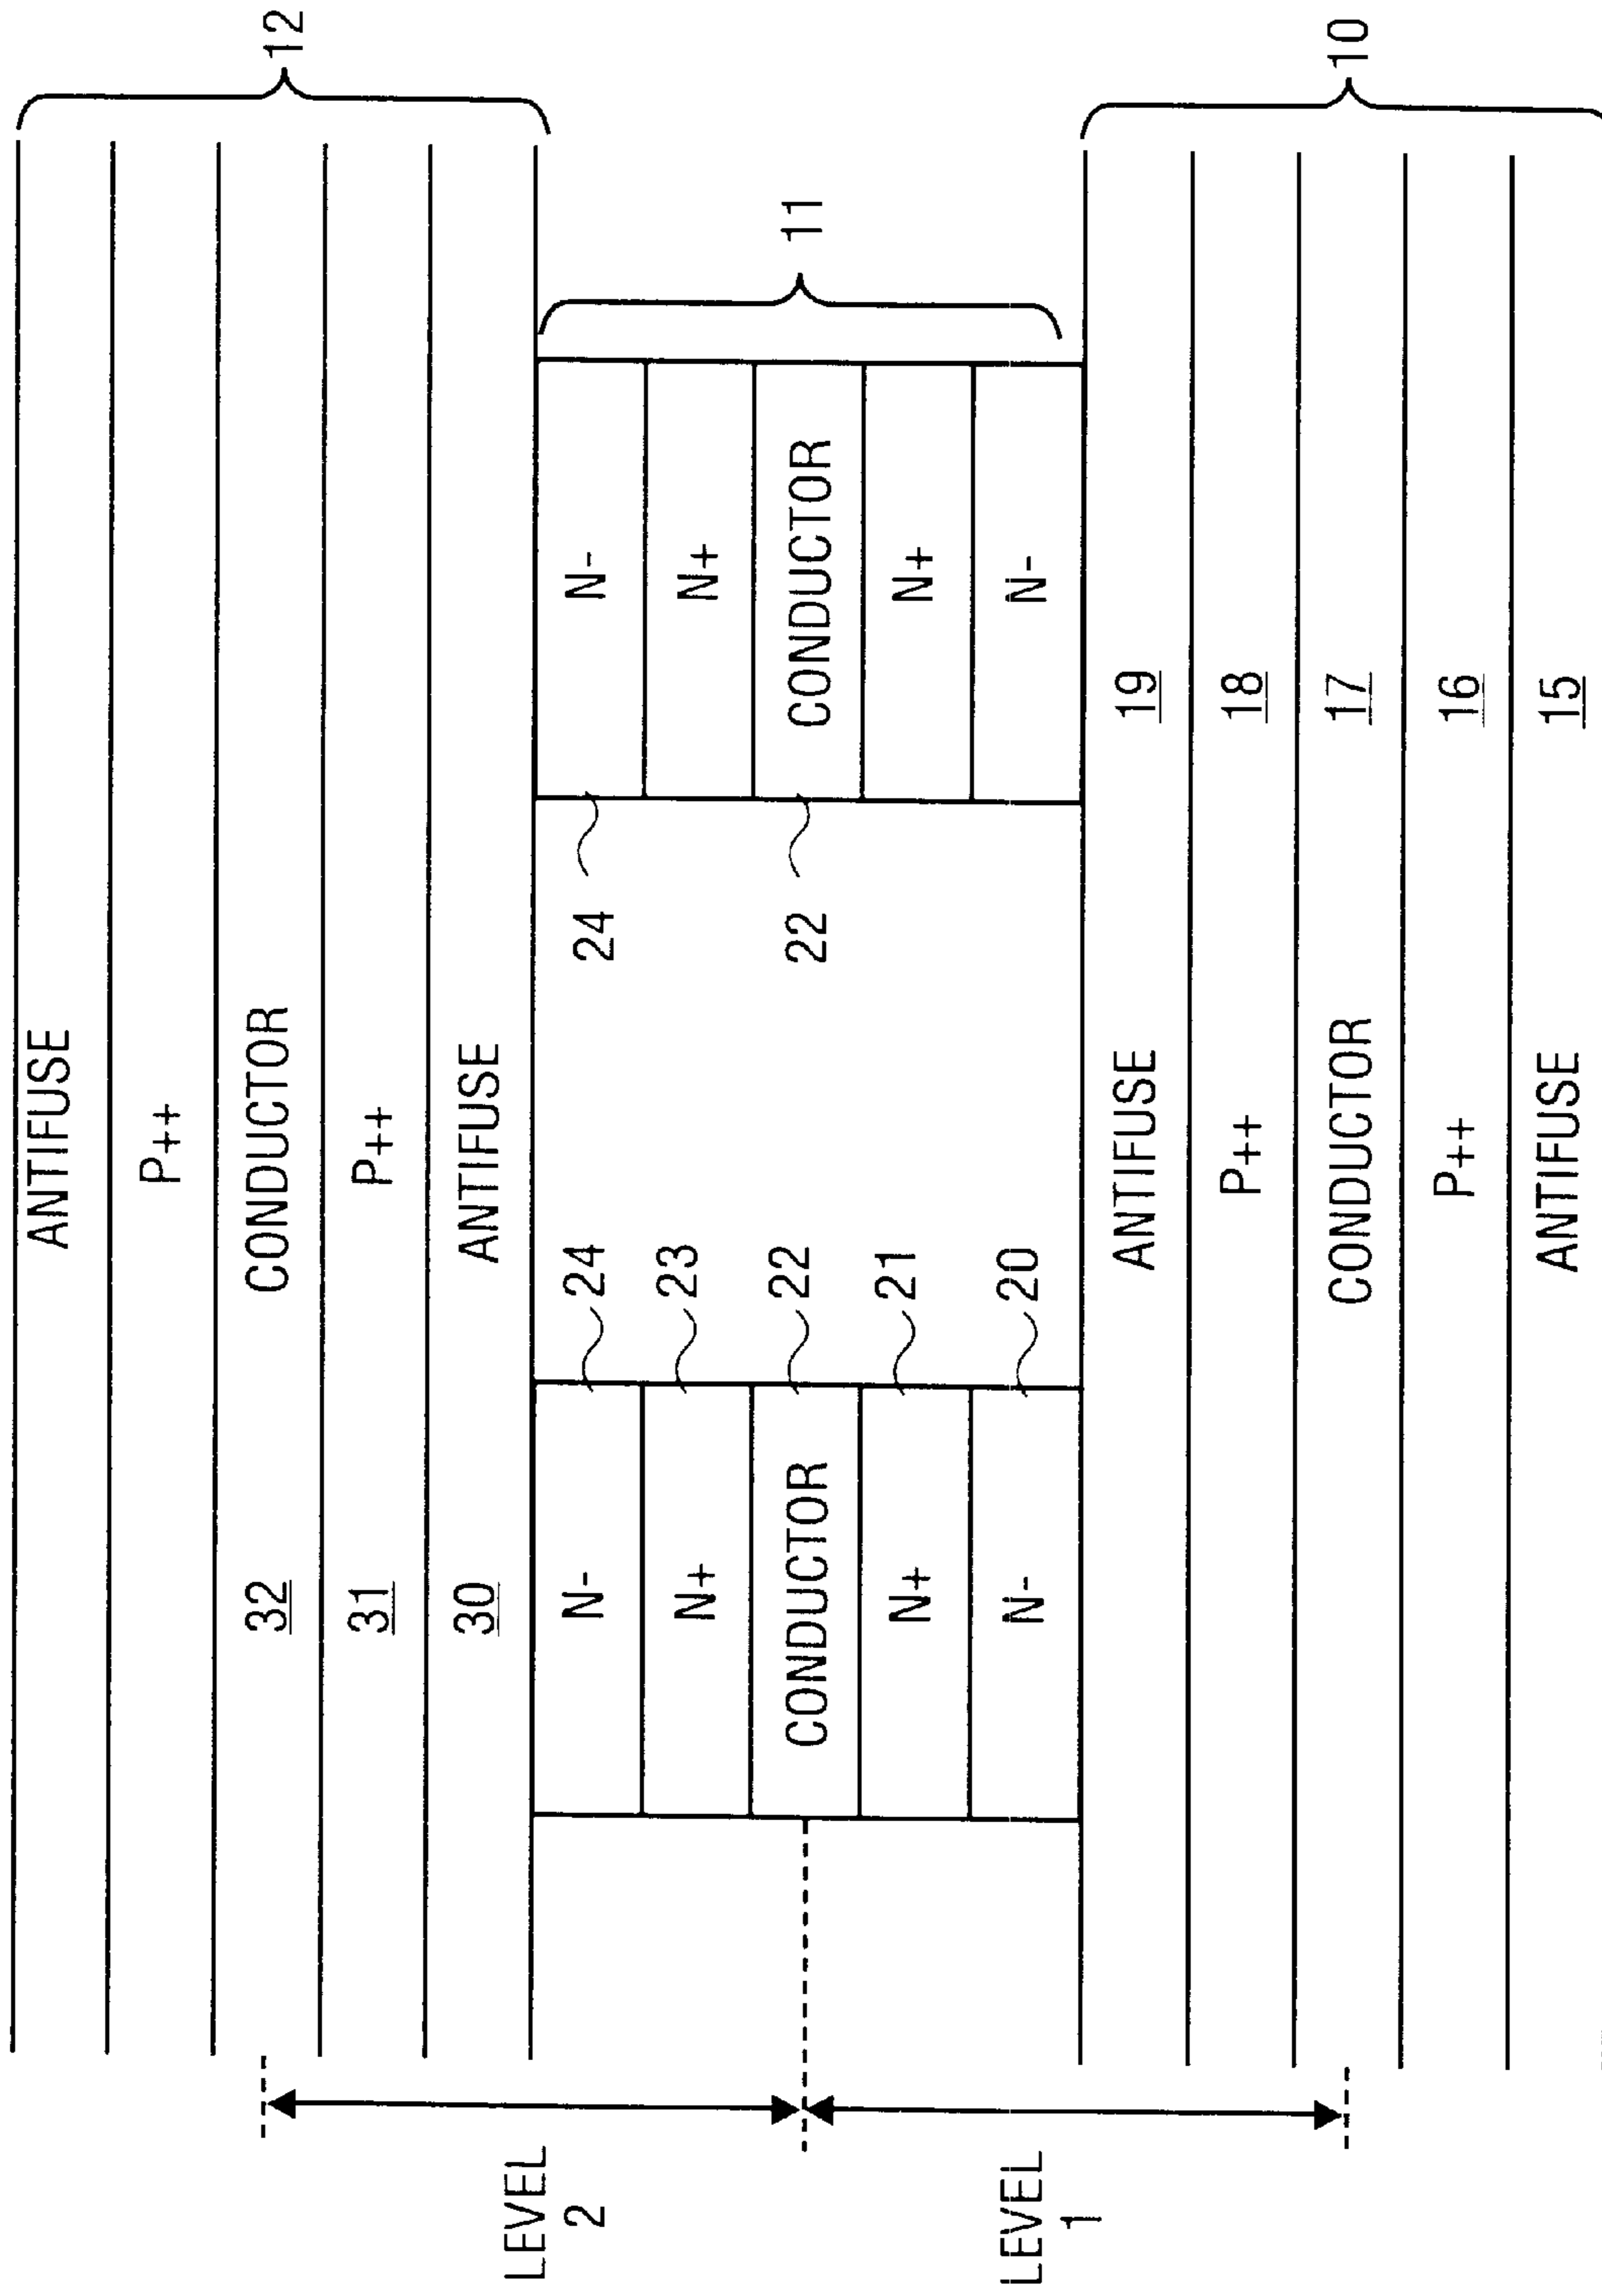 ANTIFUSE
12
P++
32 CONDUCTOR
31 P++
30 ANTIFUSE
N- 24 24 N-
N+ 23 N+
CONDUCTOR 22 22 CONDUCTOR
N+ 21 N+
N- 20 N-
11
LEVEL
2
LEVEL
1
ANTIFUSE 19
P++ 18
CONDUCTOR 17
10
P++ 16
ANTIFUSE 15